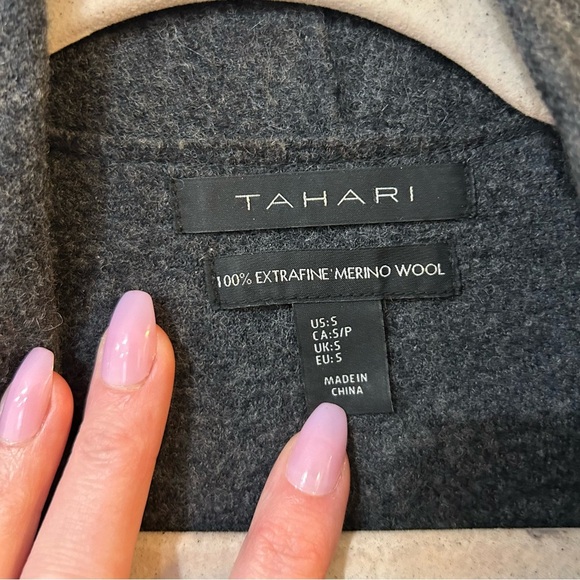 TAHARI
100% EXTRAFINE MERINO WOOL
US:S
CA:S/P
UK:S
EU:S
MADE IN
CHINA